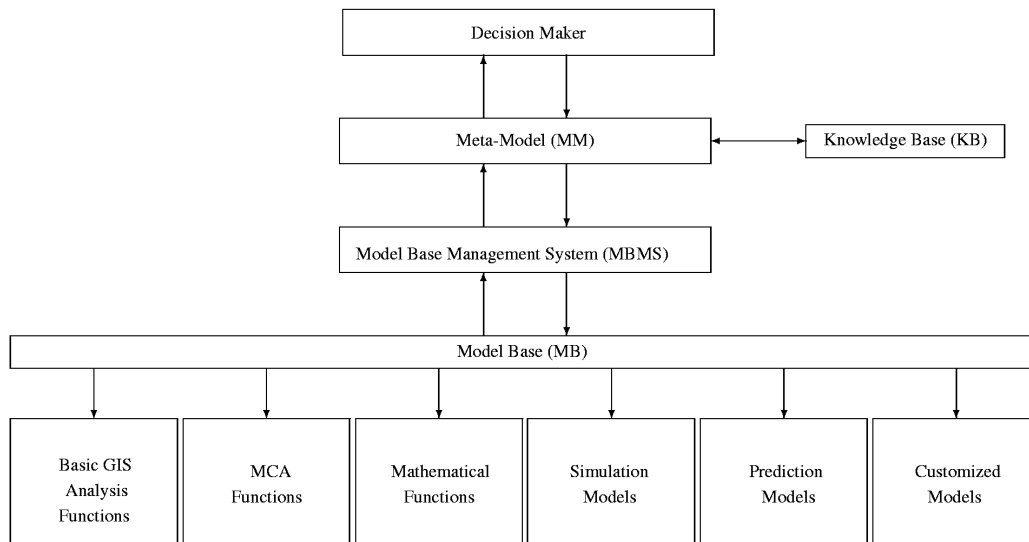 Decision Maker
Meta-Model (MM)
Knowledge Base (KB)
Model Base Management System (MBMS)
Model Base (MB)
Basic GIS
Analysis
Functions
MCA
Functions
Mathematical
Functions
Simulation
Models
Prediction
Models
Customized
Models